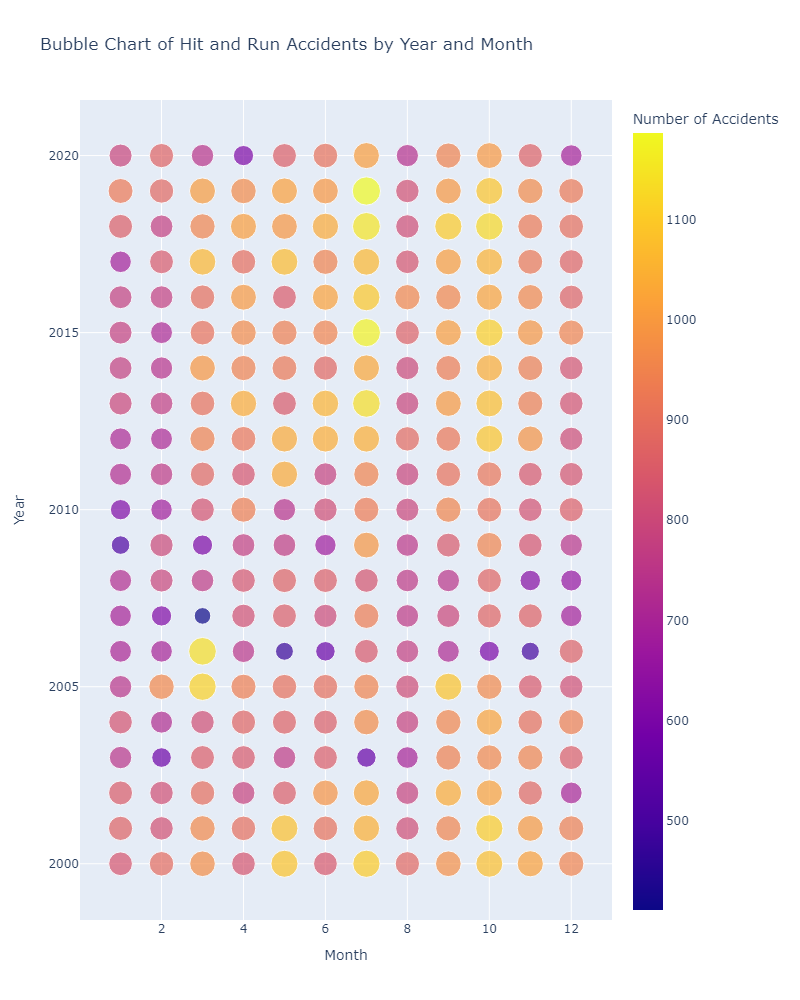 Bubble Chart of Hit and Run Accidents by Year and Month
Number of Accidents
1100
1000
900
800
700
600
500
2020
2015
2010
2005
2000
Year
2 4 6 8 10 12
Month